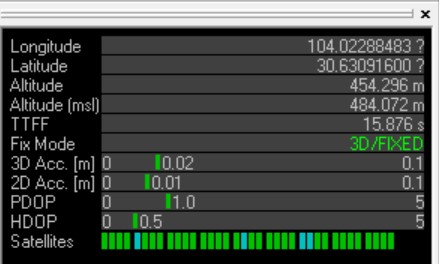 Longitude 104.02288483 ?
Latitude 30.63091600 ?
Altitude 454.296 m
Altitude (msl) 484.072 m
TTFF 15.876 s
Fix Mode 3D/FIXED
3D Acc. [m] 0 0.02 0.1
2D Acc. [m] 0 0.01 0.1
PDOP 0 1.0 5
HDOP 0 0.5 5
Satellites